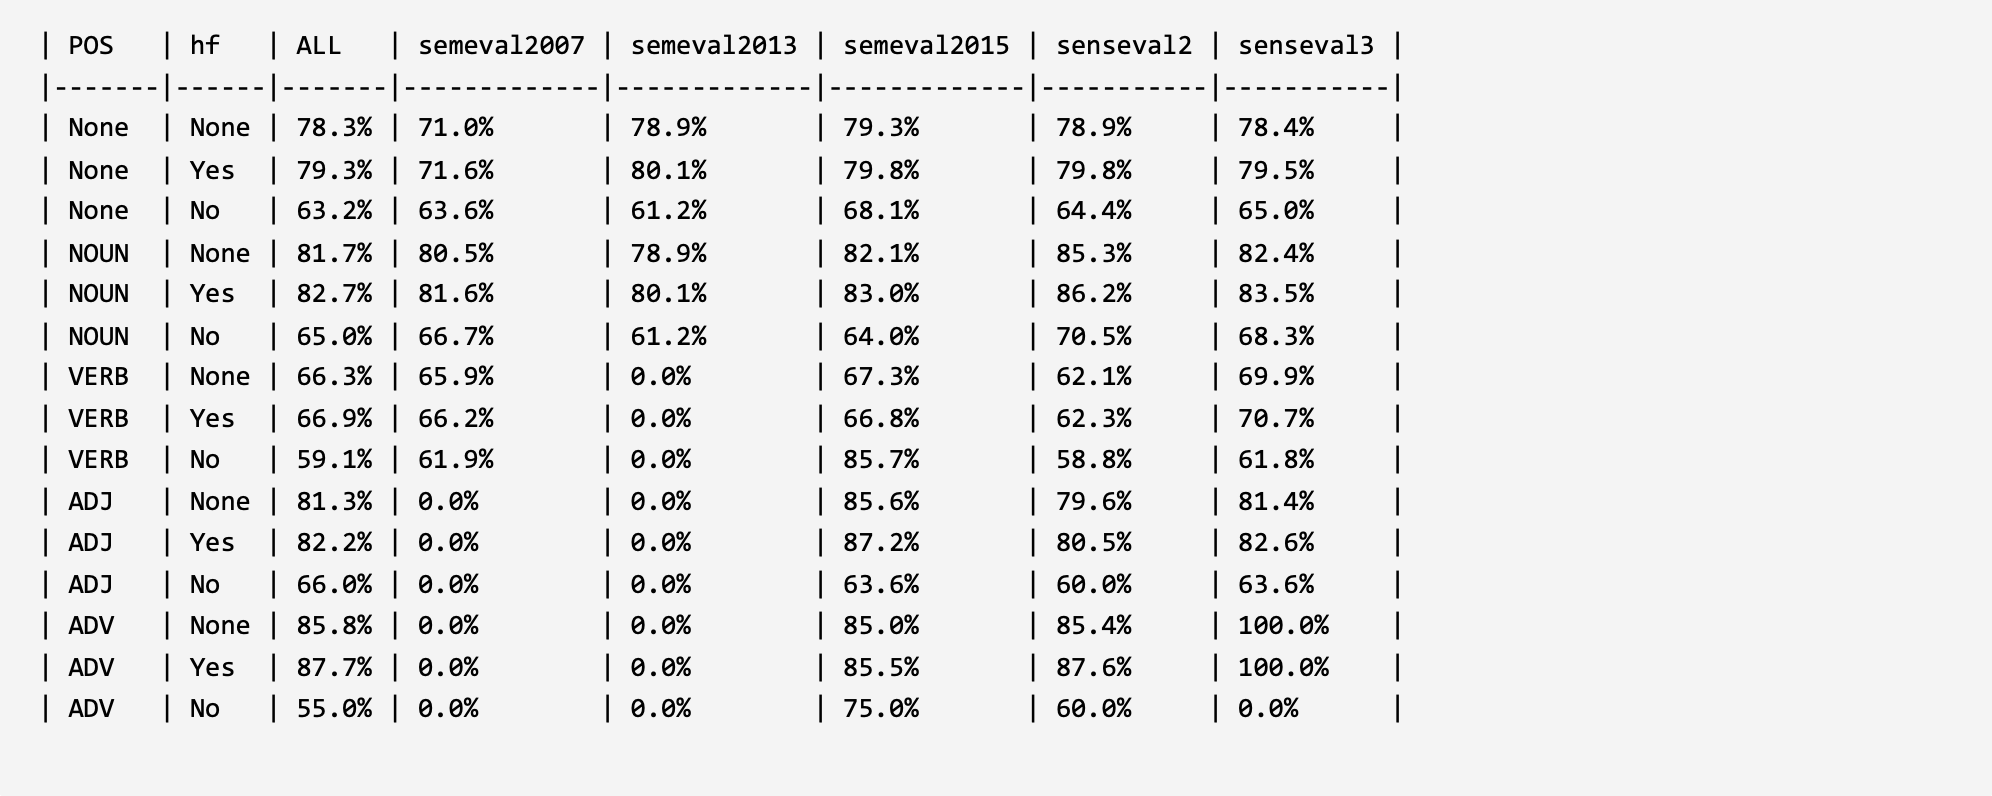 | POS   | hf   | ALL   | semeval2007 | semeval2013 | semeval2015 | senseval2 | senseval3 |
|-------|------|-------|-------------|-------------|-------------|-----------|-----------|
| None  | None | 78.3% | 71.0%       | 78.9%       | 79.3%       | 78.9%     | 78.4%     |
| None  | Yes  | 79.3% | 71.6%       | 80.1%       | 79.8%       | 79.8%     | 79.5%     |
| None  | No   | 63.2% | 63.6%       | 61.2%       | 68.1%       | 64.4%     | 65.0%     |
| NOUN  | None | 81.7% | 80.5%       | 78.9%       | 82.1%       | 85.3%     | 82.4%     |
| NOUN  | Yes  | 82.7% | 81.6%       | 80.1%       | 83.0%       | 86.2%     | 83.5%     |
| NOUN  | No   | 65.0% | 66.7%       | 61.2%       | 64.0%       | 70.5%     | 68.3%     |
| VERB  | None | 66.3% | 65.9%       | 0.0%        | 67.3%       | 62.1%     | 69.9%     |
| VERB  | Yes  | 66.9% | 66.2%       | 0.0%        | 66.8%       | 62.3%     | 70.7%     |
| VERB  | No   | 59.1% | 61.9%       | 0.0%        | 85.7%       | 58.8%     | 61.8%     |
| ADJ   | None | 81.3% | 0.0%        | 0.0%        | 85.6%       | 79.6%     | 81.4%     |
| ADJ   | Yes  | 82.2% | 0.0%        | 0.0%        | 87.2%       | 80.5%     | 82.6%     |
| ADJ   | No   | 66.0% | 0.0%        | 0.0%        | 63.6%       | 60.0%     | 63.6%     |
| ADV   | None | 85.8% | 0.0%        | 0.0%        | 85.0%       | 85.4%     | 100.0%    |
| ADV   | Yes  | 87.7% | 0.0%        | 0.0%        | 85.5%       | 87.6%     | 100.0%    |
| ADV   | No   | 55.0% | 0.0%        | 0.0%        | 75.0%       | 60.0%     | 0.0%      |